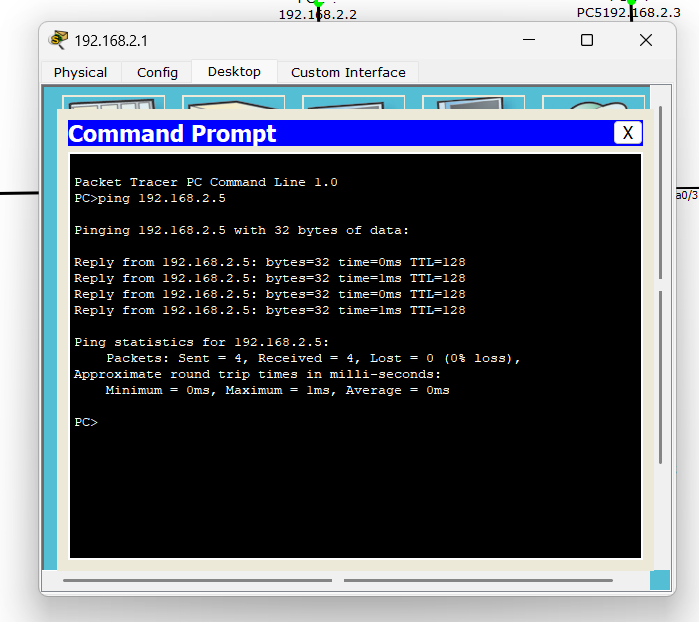 192.168.2.2
PC5192.168.2.3
192.168.2.1
Physical
Config
Desktop
Custom Interface
Command Prompt
X
a0/3
Packet Tracer PC Command Line 1.0
PC>ping 192.168.2.5
Pinging 192.168.2.5 with 32 bytes of data:
Reply from 192.168.2.5: bytes=32 time=0ms TTL=128
Reply from 192.168.2.5: bytes=32 time=1ms TTL=128
Reply from 192.168.2.5: bytes=32 time=0ms TTL=128
Reply from 192.168.2.5: bytes=32 time=1ms TTL=128
Ping statistics for 192.168.2.5:
Packets: Sent = 4, Received = 4, Lost = 0 (0% loss),
Approximate round trip times in milli-seconds:
Minimum = 0ms, Maximum = 1ms, Average = 0ms
PC>